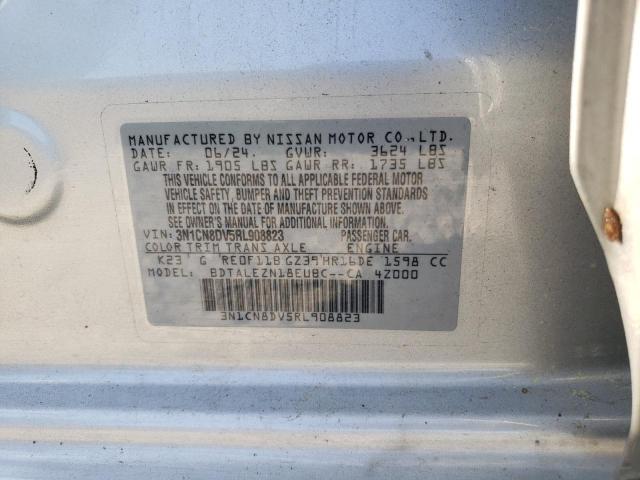 MANUFACTURED BY NISSAN MOTOR CO.,LTD.
DATE: 06/24. GVWR: 3624 LBS
GAWR FR: 1905 LBS GAWR RR: 1735 LBS
THIS VEHICLE CONFORMS TO ALL APPLICABLE FEDERAL MOTOR
VEHICLE SAFETY, BUMPER AND THEFT PREVENTION STANDARDS
IN EFFECT ON THE DATE OF MANUFACTURE SHOWN ABOVE.
SEE OWNERS MANUAL FOR ADDITIONAL INFORMATION.
VIN: 3N1CN8DV5RL908823 PASSENGER CAR.
COLOR TRIM TRANS AXLE ENGINE
K23 G RE0F11B GZ39 HR16DE 1598 CC
MODEL: BDTALEZN18EUBC--CA 4Z000
3N1CN8DV5RL908823